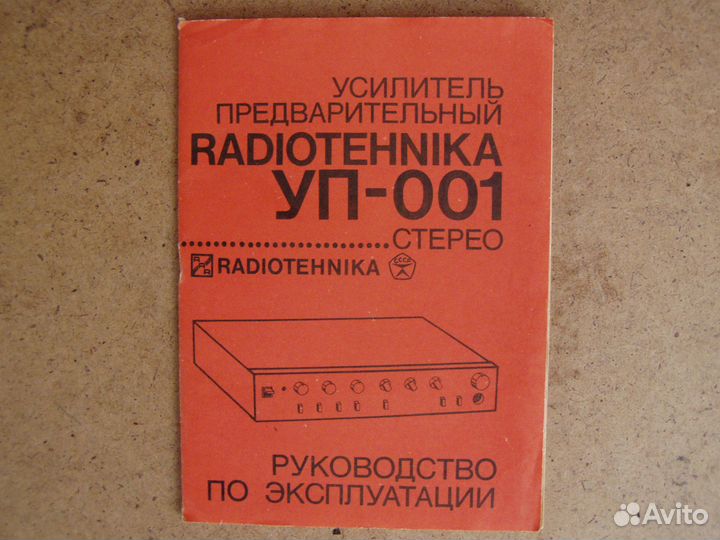 УСИЛИТЕЛЬ
ПРЕДВАРИТЕЛЬНЫЙ
RADIOTEHNIKA
УП-001
СТЕРЕО
RADIOTEHNIKA СССР
РУКОВОДСТВО
ПО ЭКСПЛУАТАЦИИ
Avito